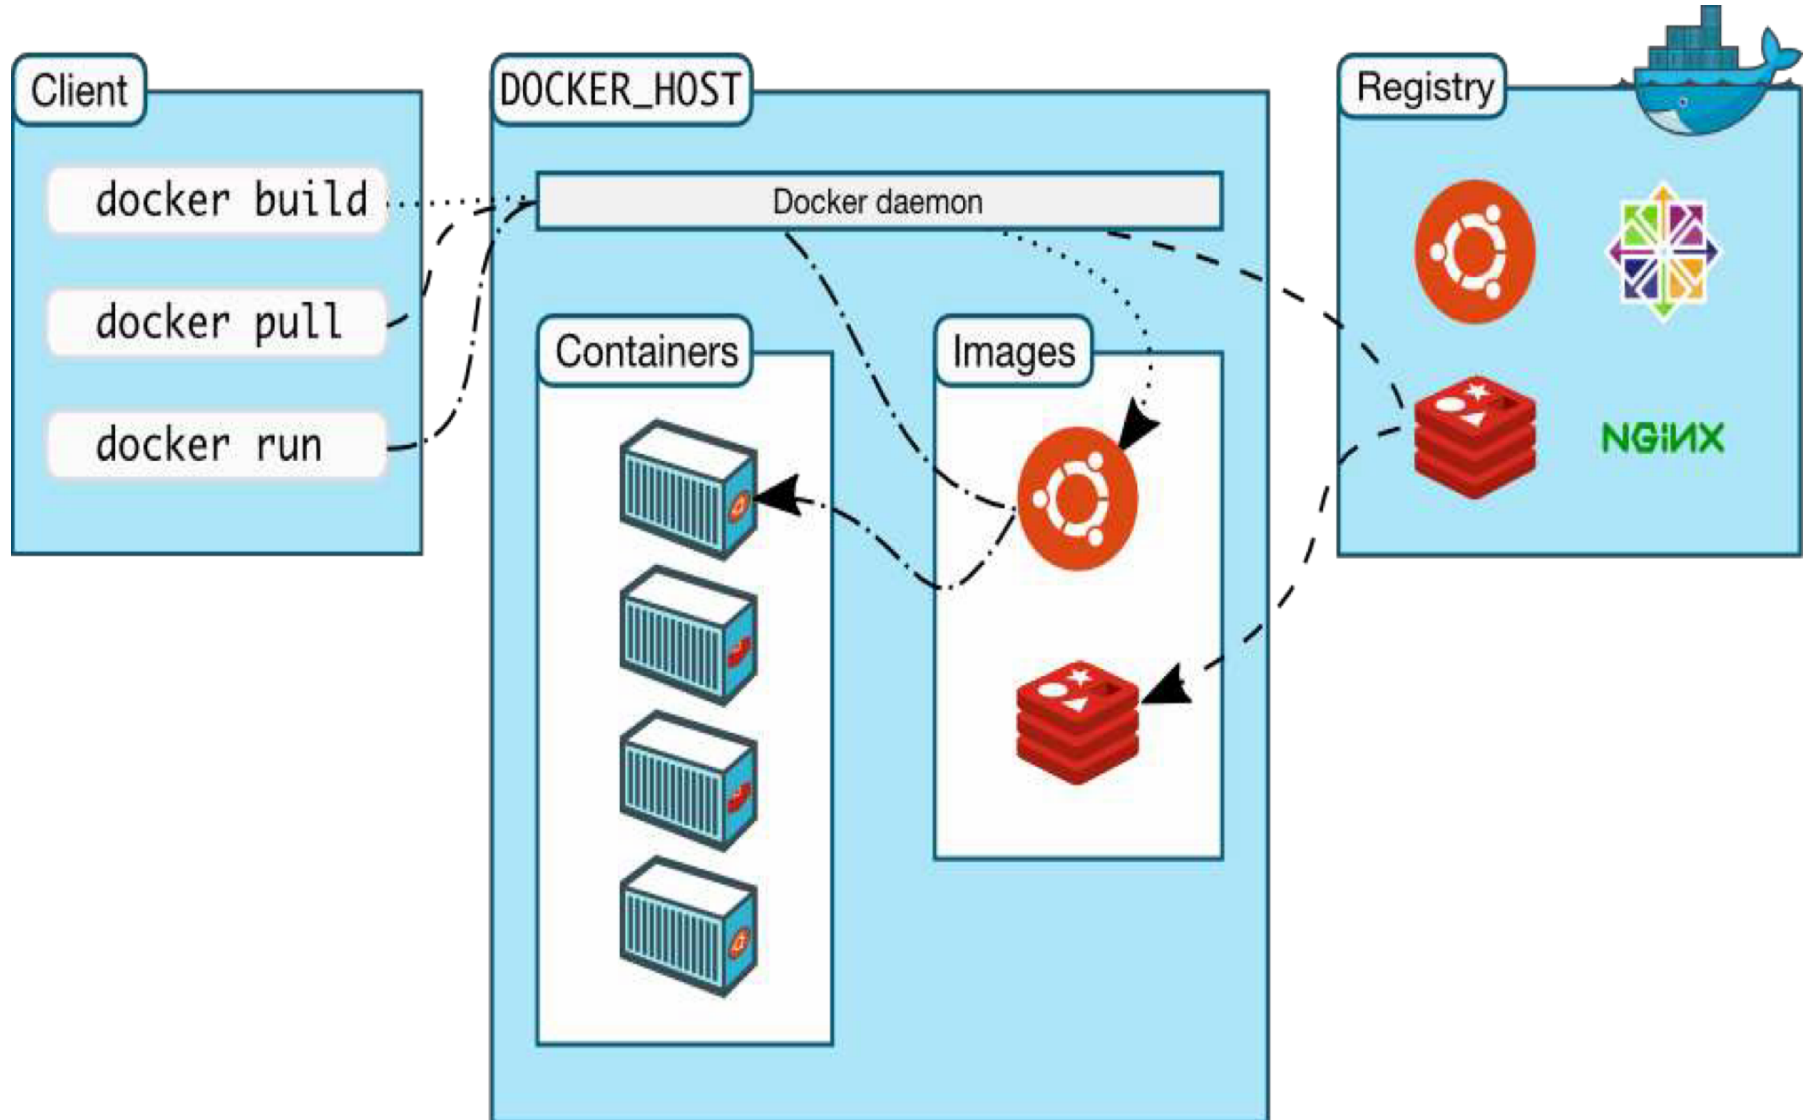 Client
docker build
docker pull
docker run
DOCKER_HOST
Docker daemon
Containers
Images
Registry
NGiNX